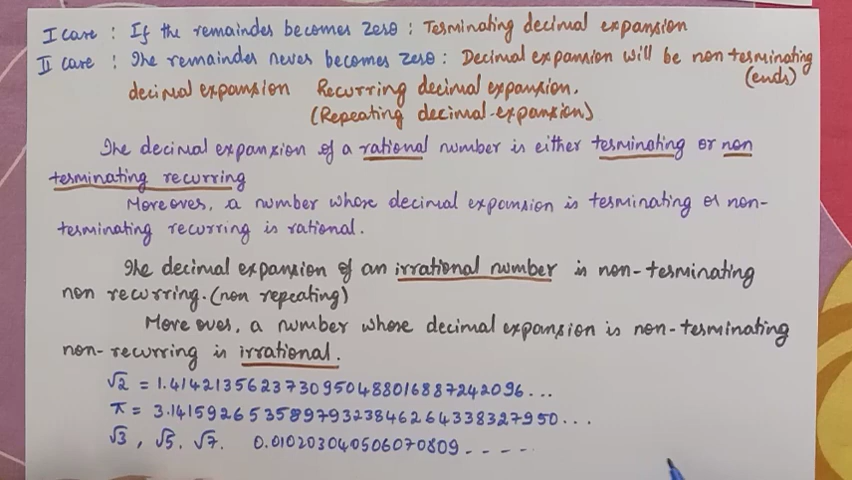 I case : If the remainder becomes zero : Terminating decimal expansion
II case : The remainder never becomes zero : Decimal expansion will be non terminating
(ends)
decimal expansion Recurring decimal expansion.
(Repeating decimal expansion)
The decimal expansion of a rational number is either terminating or non
terminating recurring
Moreover, a number whose decimal expansion is terminating or non-
terminating recurring is rational.
The decimal expansion of an irrational number is non-terminating
non recurring. (non repeating)
Moreover, a number whose decimal expansion is non-terminating
non-recurring is irrational.
√2 = 1.4142135623730950488016887242096...
π = 3.14159265358979323846264338327950...
√3, √5, √7. 0.01020304050607 0809-----